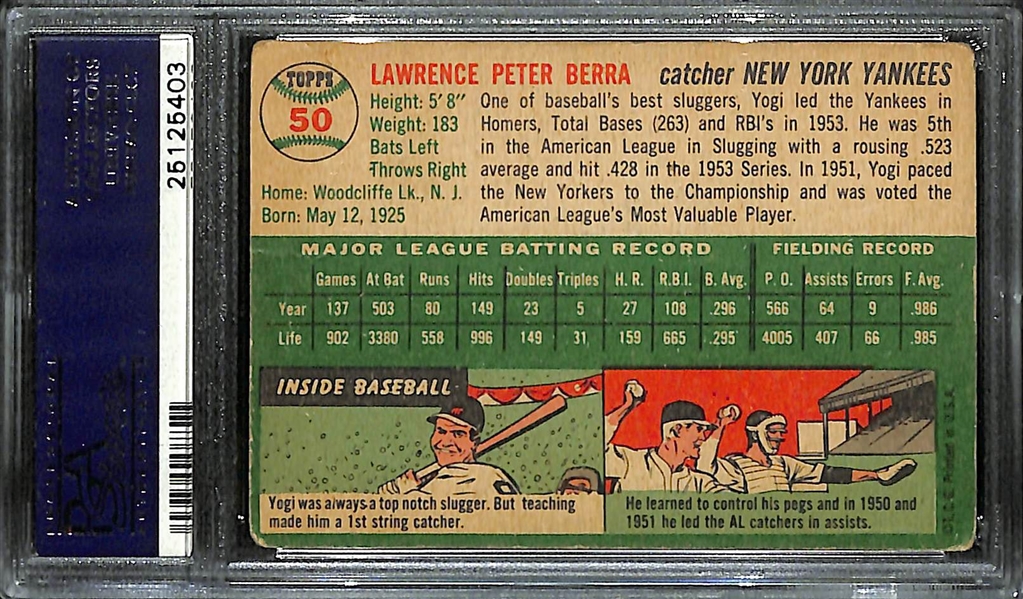 25125403
TOPPS
50
LAWRENCE PETER BERRA catcher NEW YORK YANKEES
Height: 5' 8"
Weight: 183
Bats Left
Throws Right
Home: Woodcliffe Lk., N. J.
Born: May 12, 1925
One of baseball's best sluggers, Yogi led the Yankees in
Homers, Total Bases (263) and RBI's in 1953. He was 5th
in the American League in Slugging with a rousing .523
average and hit .428 in the 1953 Series. In 1951, Yogi paced
the New Yorkers to the Championship and was voted the
American League's Most Valuable Player.
MAJOR LEAGUE BATTING RECORD FIELDING RECORD
Games At Bat Runs Hits Doubles Triples H. R. R.B.I. B. Avg. P. O. Assists Errors F. Avg.
Year 137 503 80 149 23 5 27 108 .296 566 64 9 .986
Life 902 3380 558 996 149 31 159 665 .295 4005 407 66 .985
INSIDE BASEBALL
Yogi was always a top notch slugger. But teaching
made him a 1st string catcher.
He learned to control his pegs and in 1950 and
1951 he led the AL catchers in assists.
PSA